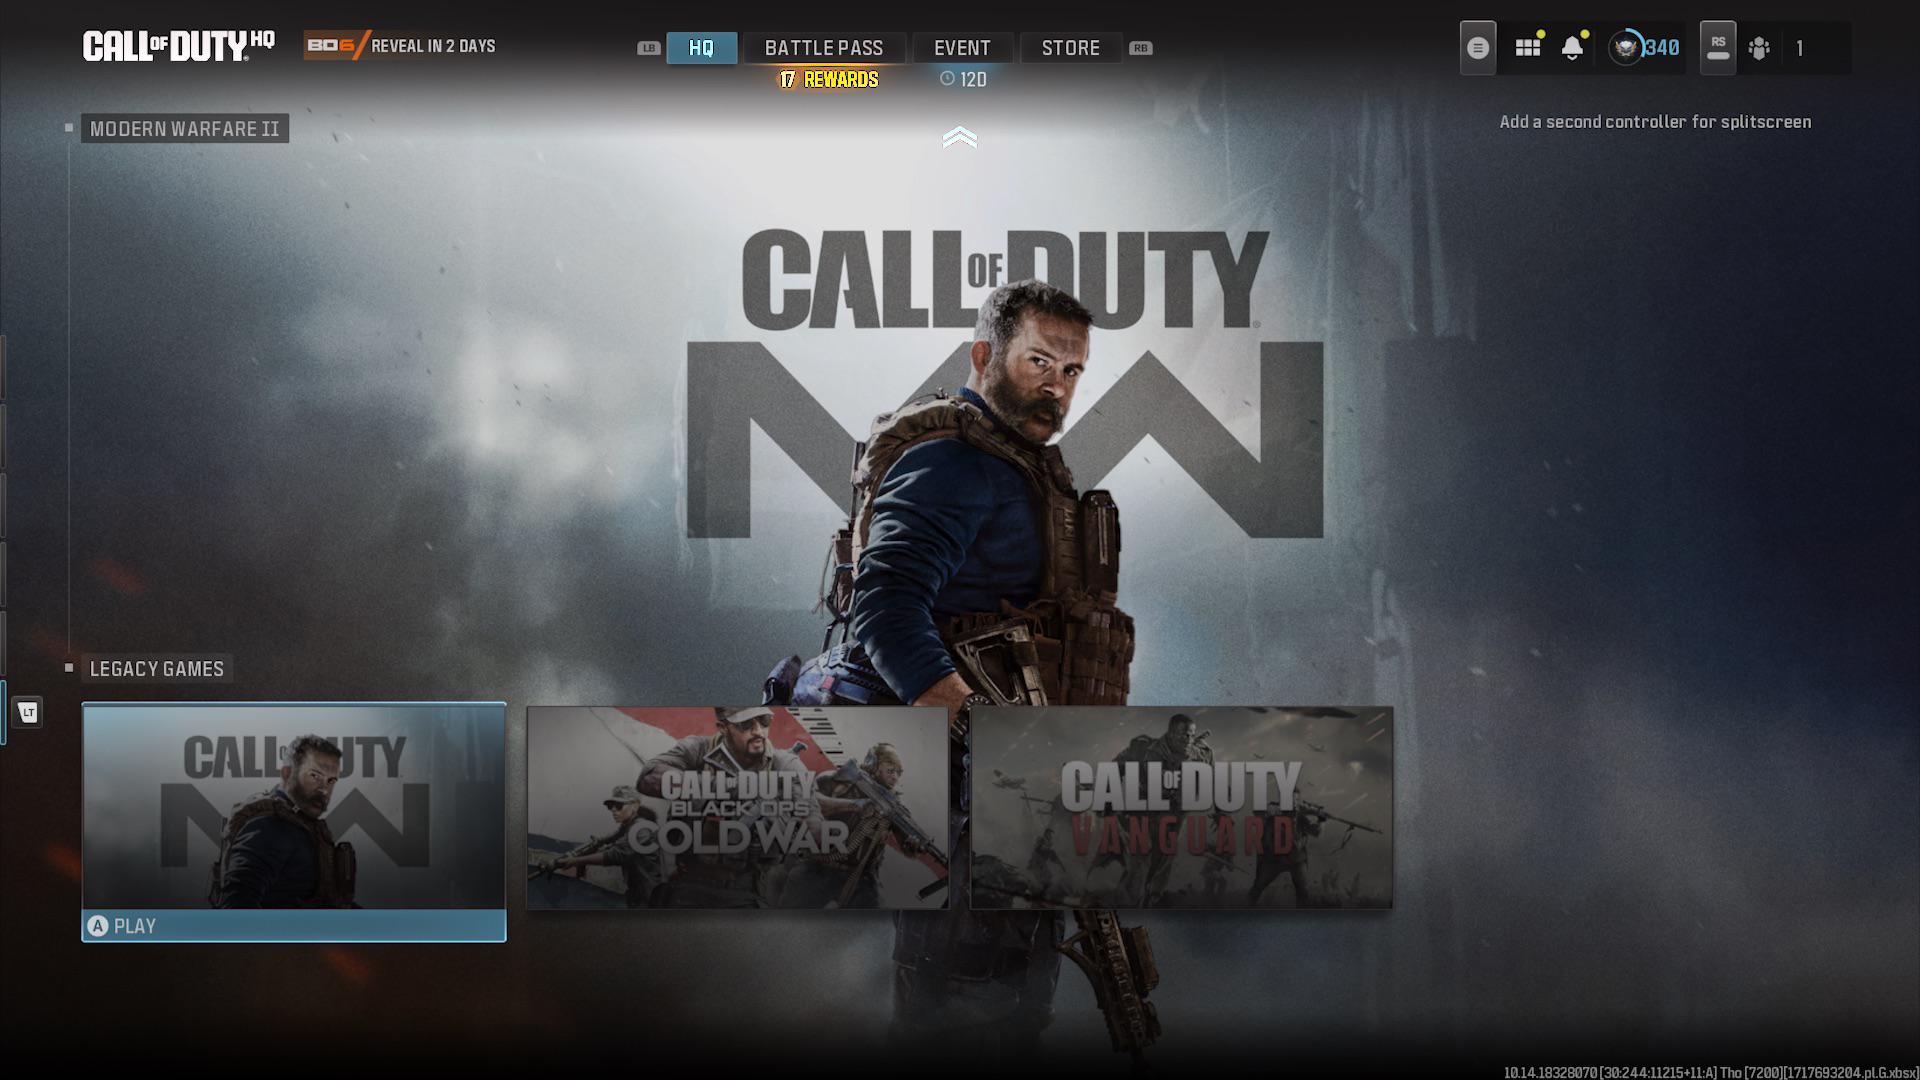 CALL OF DUTY HQ
BO6 REVEAL IN 2 DAYS
LB HQ BATTLE PASS EVENT STORE RB
17 REWARDS
12D
340
RS
1
MODERN WARFARE II
Add a second controller for splitscreen
CALL OF DUTY
MW
LEGACY GAMES
LT
CALL OF DUTY
MW
A PLAY
CALL OF DUTY
BLACK OPS
COLD WAR
CALL OF DUTY
VANGUARD
10.14.18328070 [30:244:11215+11:A] Tho [7200][1717693204.pl.G.xbsx]